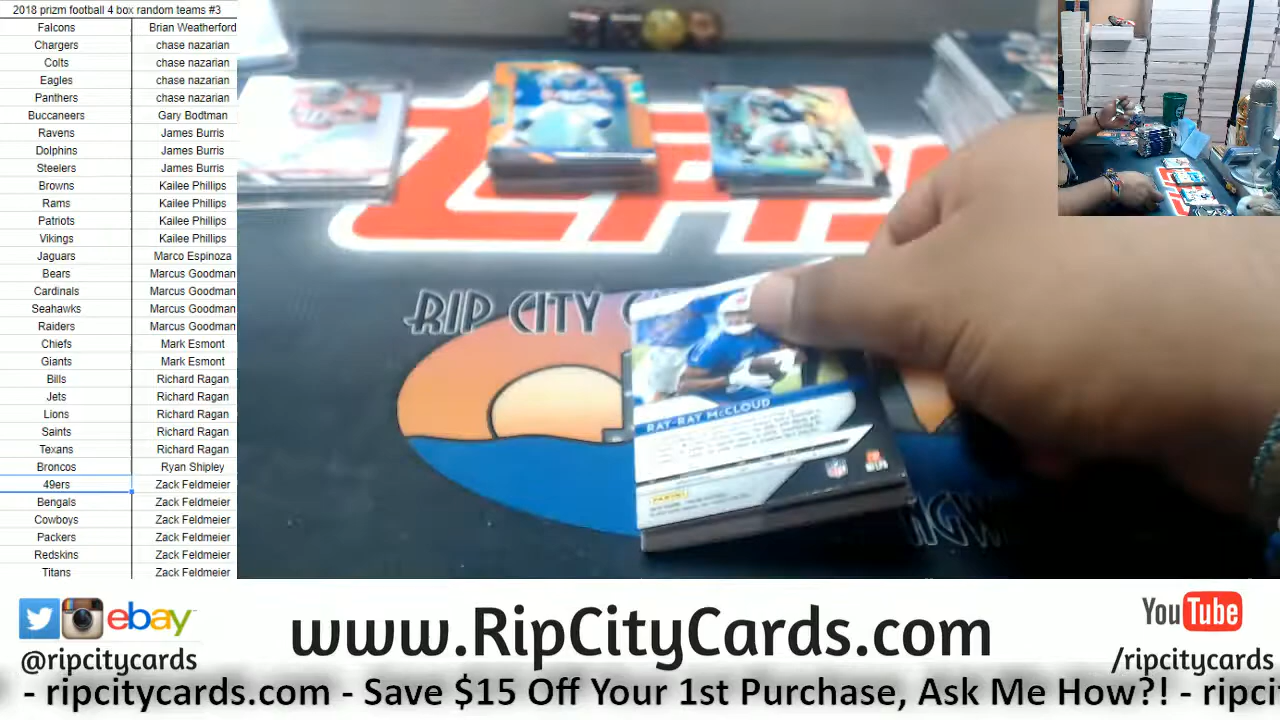 2018 prizm football 4 box random teams #3
Falcons Brian Weatherford
Chargers chase nazarian
Colts chase nazarian
Eagles chase nazarian
Panthers chase nazarian
Buccaneers Gary Bodtman
Ravens James Burris
Dolphins James Burris
Steelers James Burris
Browns Kailee Phillips
Rams Kailee Phillips
Patriots Kailee Phillips
Vikings Kailee Phillips
Jaguars Marco Espinoza
Bears Marcus Goodman
Cardinals Marcus Goodman
Seahawks Marcus Goodman
Raiders Marcus Goodman
Chiefs Mark Esmont
Giants Mark Esmont
Bills Richard Ragan
Jets Richard Ragan
Lions Richard Ragan
Saints Richard Ragan
Texans Richard Ragan
Broncos Ryan Shipley
49ers Zack Feldmeier
Bengals Zack Feldmeier
Cowboys Zack Feldmeier
Packers Zack Feldmeier
Redskins Zack Feldmeier
Titans Zack Feldmeier
RIP CITY
RAY-RAY McCLOUD
PANINI
ebay
@ripcitycards
www.RipCityCards.com
YouTube
/ripcitycards
- ripcitycards.com - Save $15 Off Your 1st Purchase, Ask Me How?! - ripci